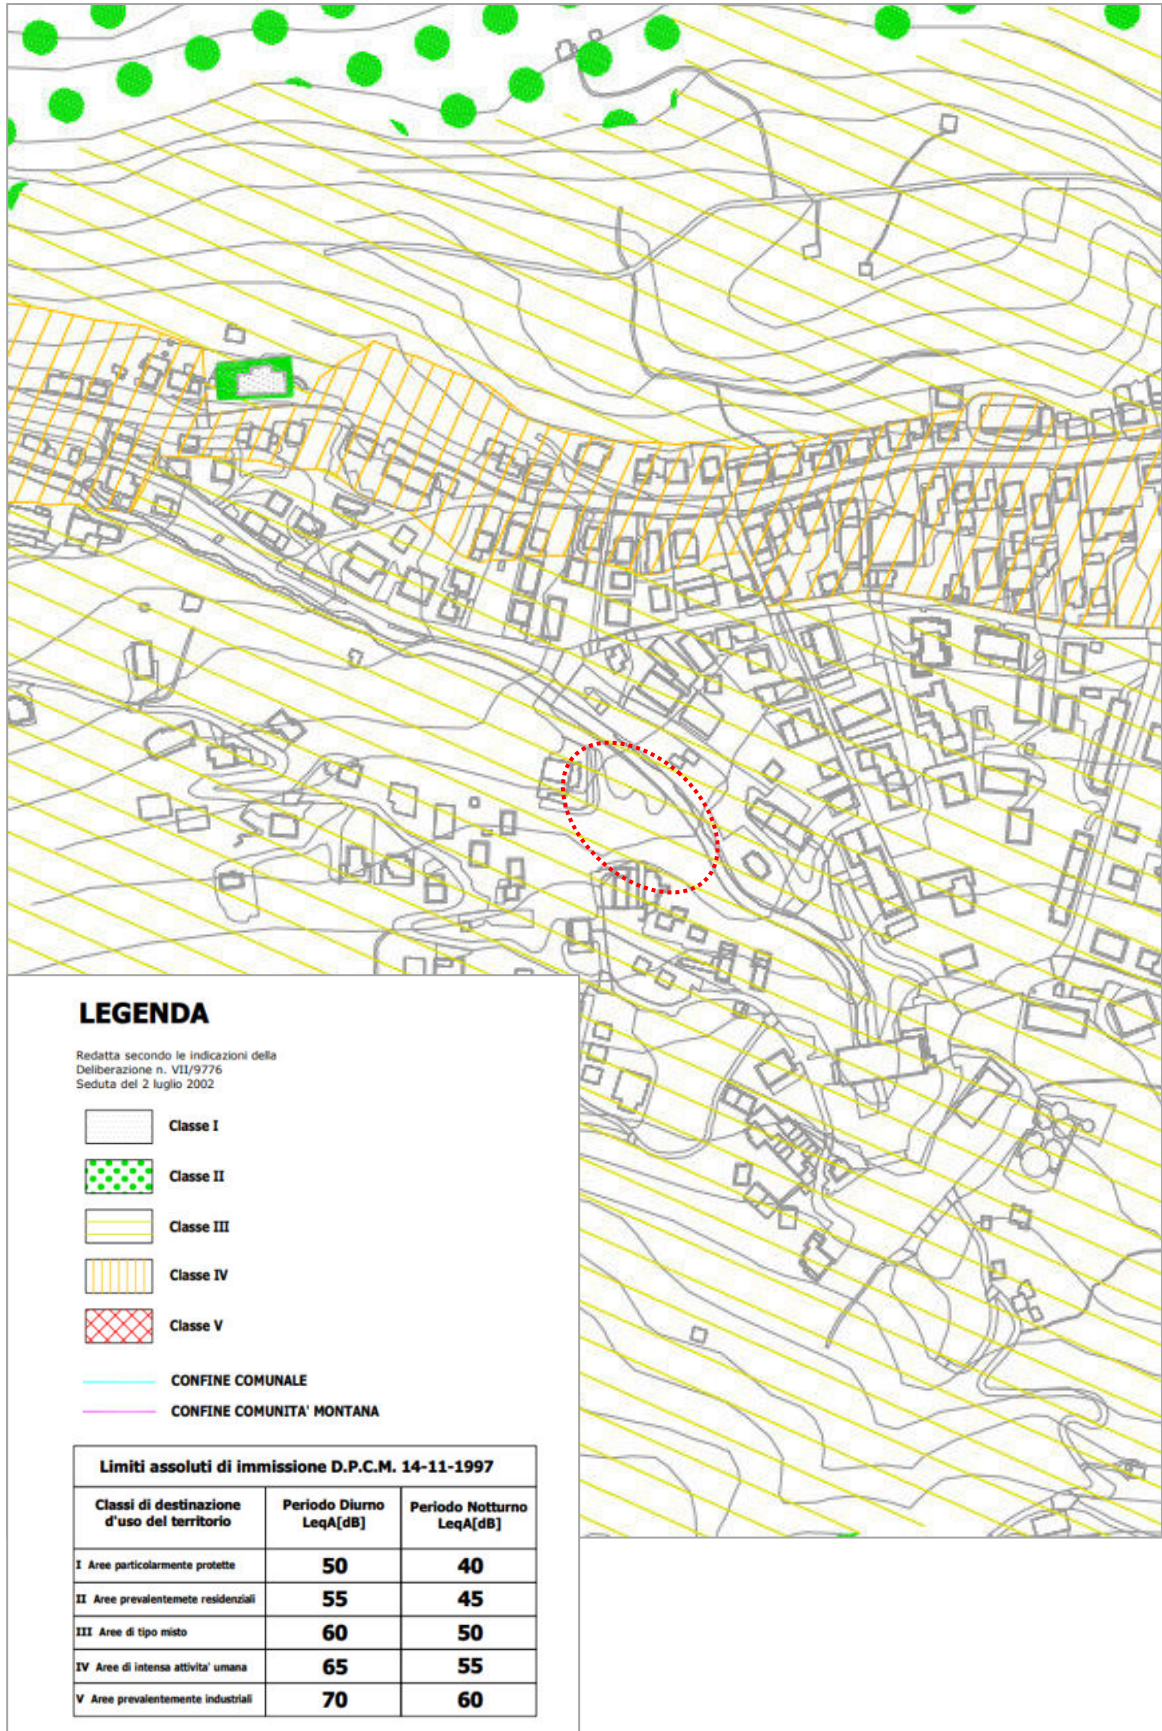 LEGENDA
Redatta secondo le indicazioni della
Deliberazione n. VII/9776
Seduta del 2 luglio 2002
Classe I
Classe II
Classe III
Classe IV
Classe V
CONFINE COMUNALE
CONFINE COMUNITA' MONTANA
Limiti assoluti di immissione D.P.C.M. 14-11-1997
Classi di destinazione
d'uso del territorio
Periodo Diurno
LeqA[dB]
Periodo Notturno
LeqA[dB]
I Aree particolarmente protette 50 40
II Aree prevalentemete residenziali 55 45
III Aree di tipo misto 60 50
IV Aree di intensa attivita' umana 65 55
V Aree prevalentemente industriali 70 60